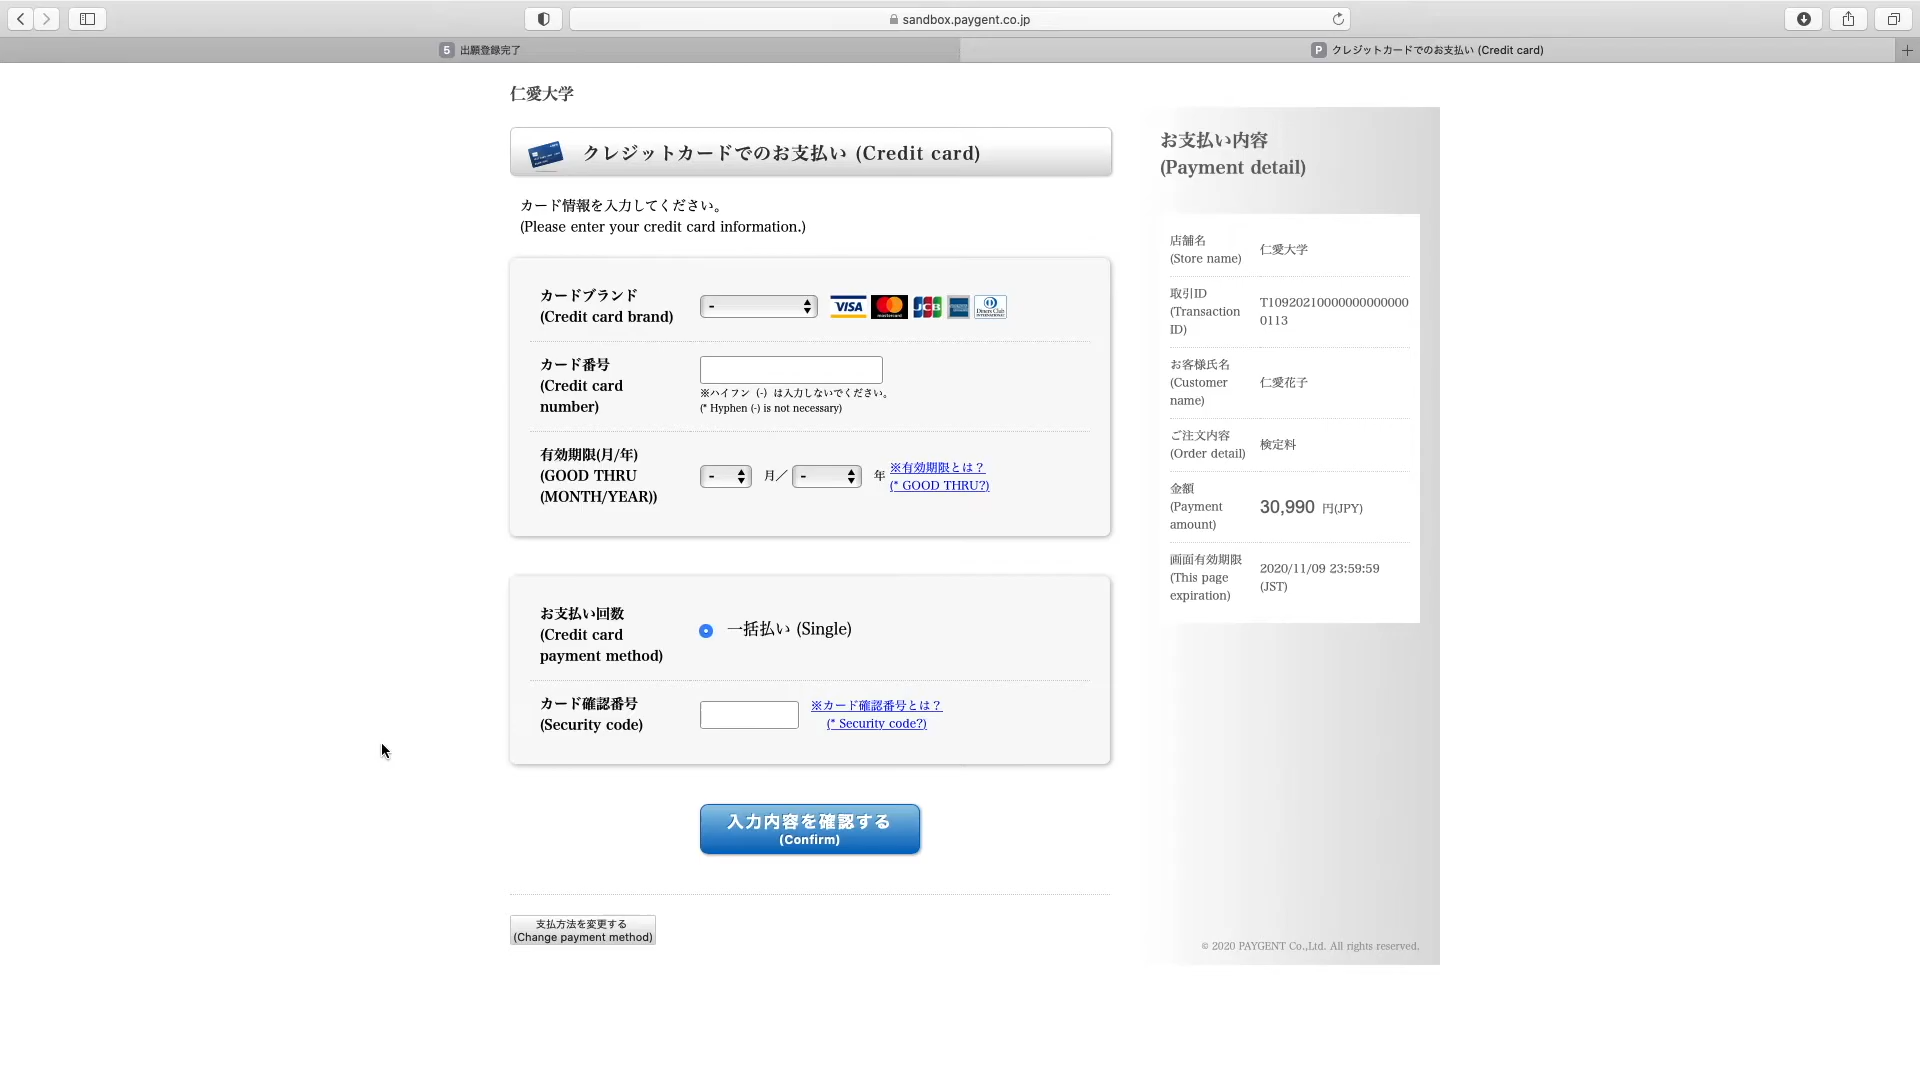 sandbox.paygent.co.jp
5 出願登録完了
P クレジットカードでのお支払い (Credit card)
仁愛大学
クレジットカードでのお支払い (Credit card)
カード情報を入力してください。
(Please enter your credit card information.)
カードブランド
(Credit card brand)
-
VISA
mastercard
JCB
Diners Club
INTERNATIONAL
カード番号
(Credit card
number)
※ハイフン（-）は入力しないでください。
(* Hyphen (-) is not necessary)
有効期限(月/年)
(GOOD THRU
(MONTH/YEAR))
- 月／ - 年
※有効期限とは？
(* GOOD THRU?)
お支払い回数
(Credit card
payment method)
一括払い (Single)
カード確認番号
(Security code)
※カード確認番号とは？
(* Security code?)
入力内容を確認する
(Confirm)
支払方法を変更する
(Change payment method)
お支払い内容
(Payment detail)
店舗名
(Store name)
仁愛大学
取引ID
(Transaction
ID)
T10920210000000000000
0113
お客様氏名
(Customer
name)
仁愛花子
ご注文内容
(Order detail)
検定料
金額
(Payment
amount)
30,990 円(JPY)
画面有効期限
(This page
expiration)
2020/11/09 23:59:59
(JST)
© 2020 PAYGENT Co.,Ltd. All rights reserved.